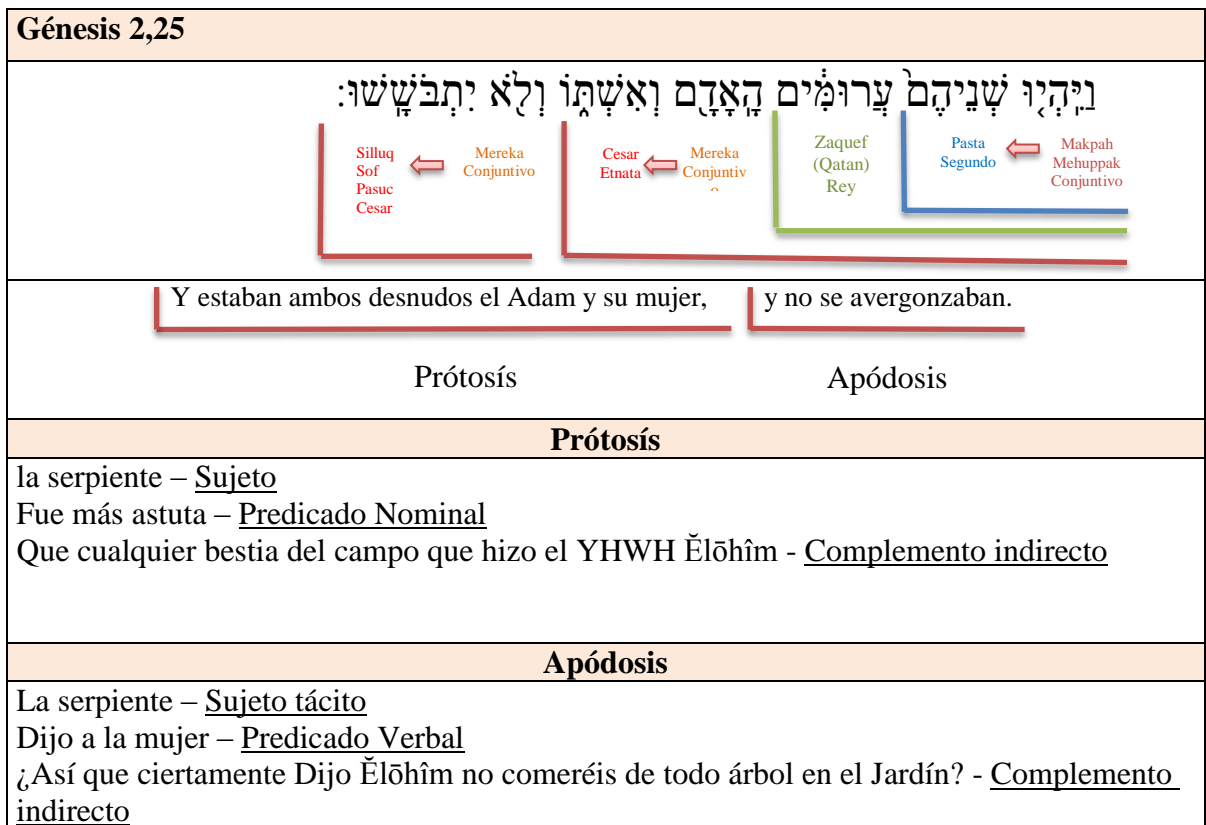 Génesis 2,25
וַיִּֽהְי֤וּ שְׁנֵיהֶם֙ עֲרוּמִּ֔ים הָֽאָדָ֖ם וְאִשְׁתּ֑וֹ וְלֹ֖א יִתְבֹּשָֽׁשׁוּ׃
Silluq
Sof
Pasuc
Cesar
Mereka
Conjuntivo
Cesar
Etnata
Mereka
Conjuntiv
Zaquef
(Qatan)
Rey
Pasta
Segundo
Makpah
Mehuppak
Conjuntivo
Y estaban ambos desnudos el Adam y su mujer,
y no se avergonzaban.
Prótosís
Apódosis
Prótosís
la serpiente – Sujeto
Fue más astuta – Predicado Nominal
Que cualquier bestia del campo que hizo el YHWH Ĕlōhîm - Complemento indirecto
Apódosis
La serpiente – Sujeto tácito
Dijo a la mujer – Predicado Verbal
¿Así que ciertamente Dijo Ĕlōhîm no comeréis de todo árbol en el Jardín? - Complemento
indirecto